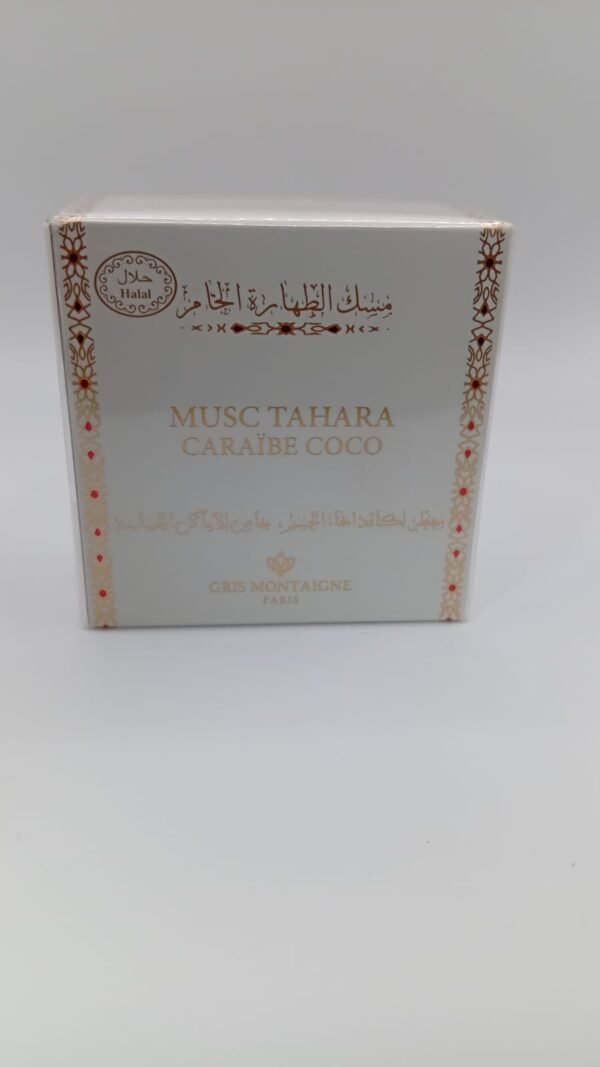 حلال
Halal
مسك الطهارة الخام
MUSC TAHARA
CARAÏBE COCO
GRIS MONTAIGNE
PARIS